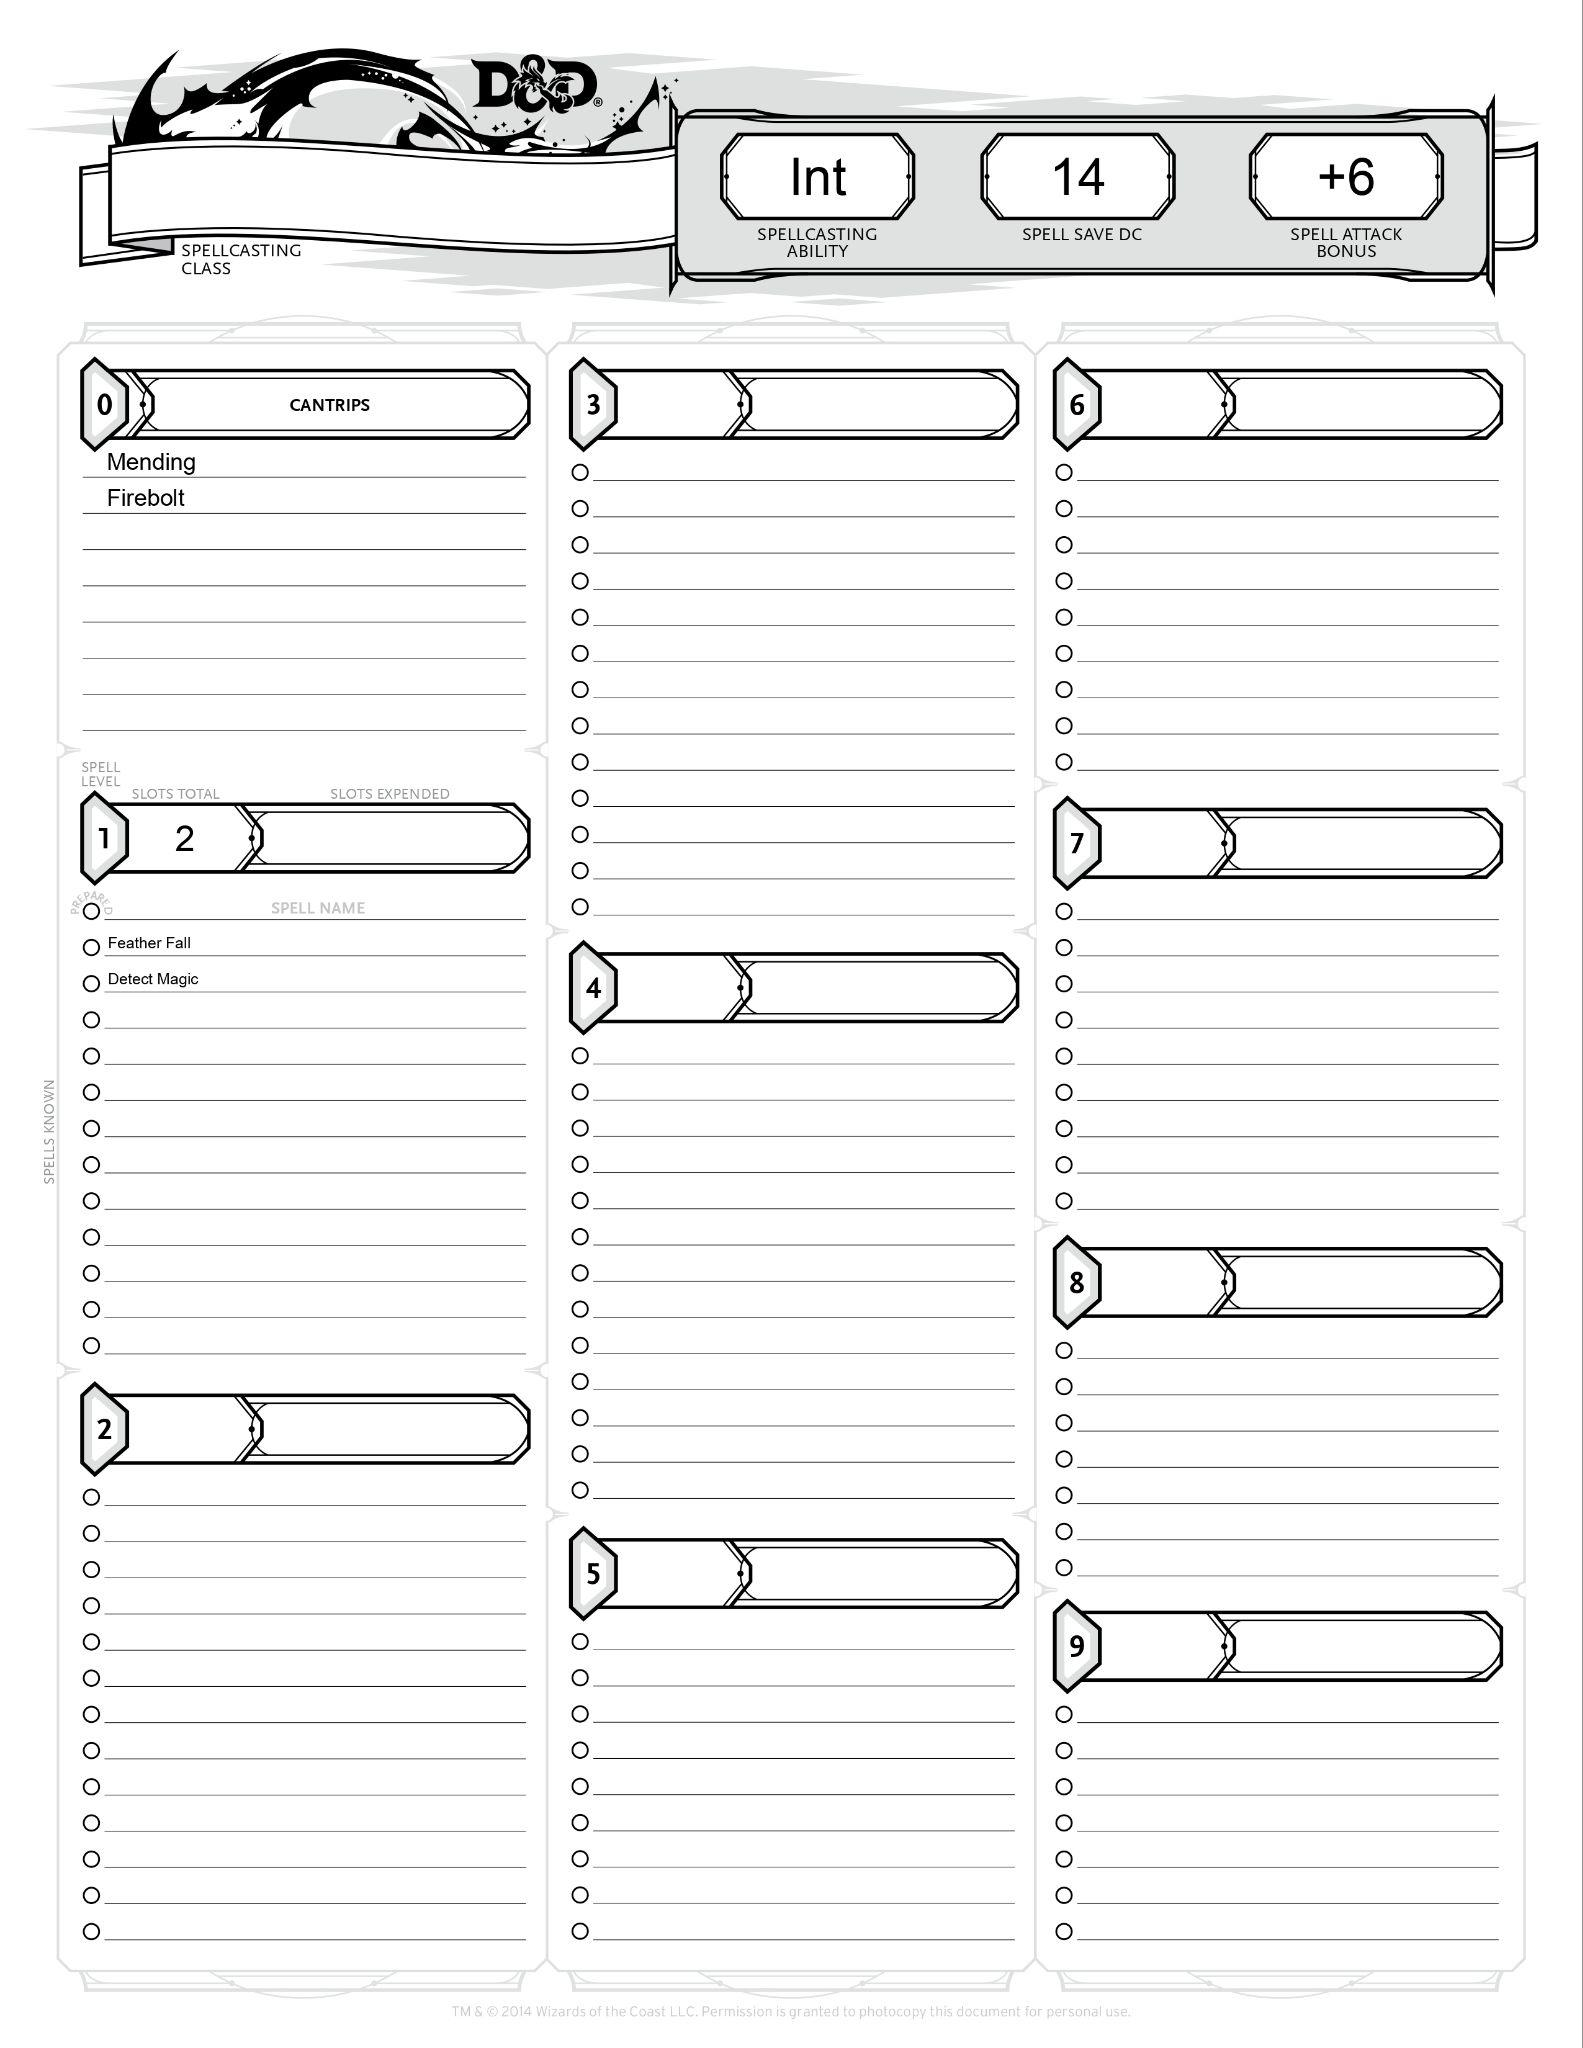 D&D®
Int
14
+6
SPELLCASTING
CLASS
SPELLCASTING
ABILITY
SPELL SAVE DC
SPELL ATTACK
BONUS
0
CANTRIPS
Mending
Firebolt
SPELL
LEVEL
SLOTS TOTAL
SLOTS EXPENDED
1
2
PREPARED
SPELL NAME
Feather Fall
Detect Magic
SPELLS KNOWN
2
3
4
5
6
7
8
9
TM & © 2014 Wizards of the Coast LLC. Permission is granted to photocopy this document for personal use.